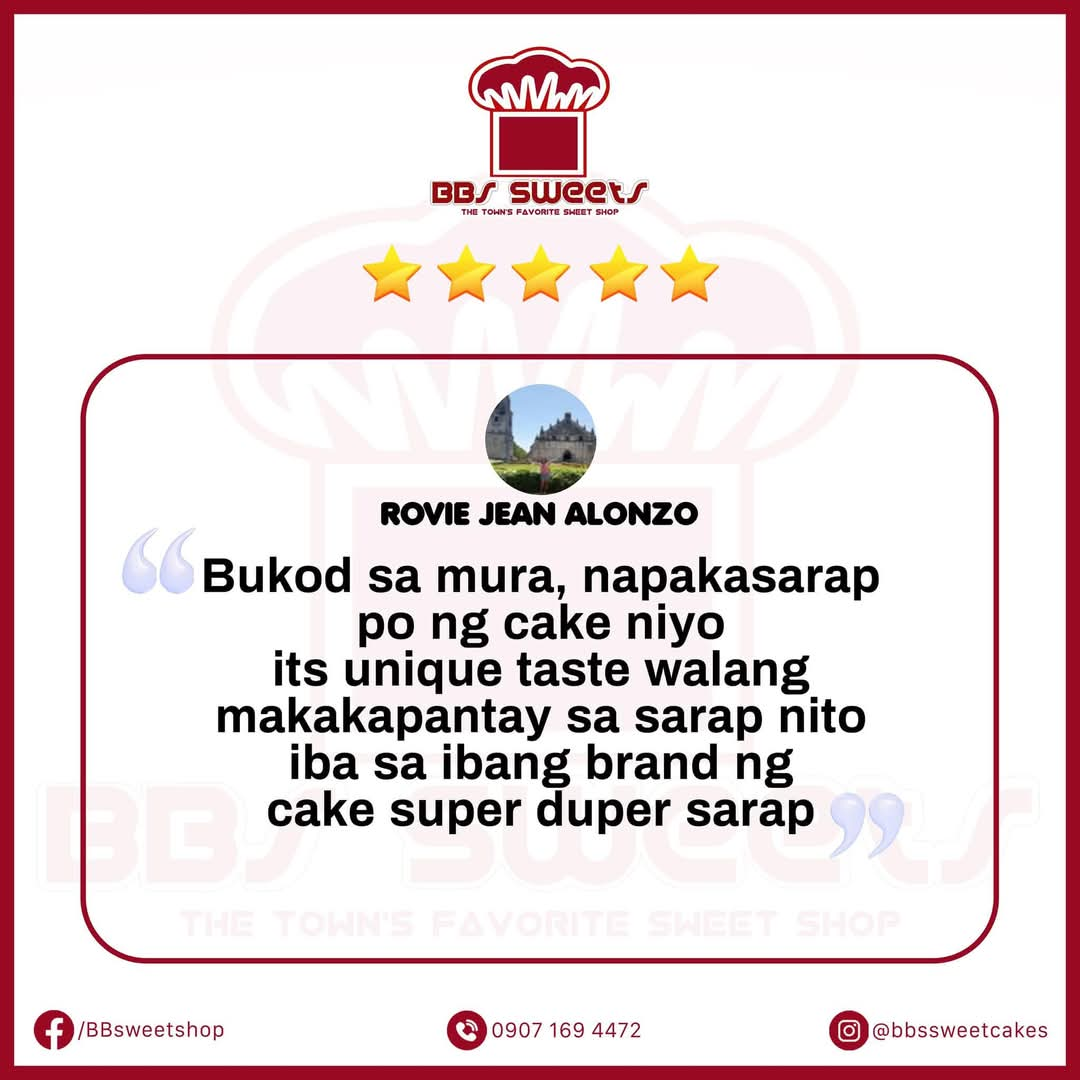 BBS SWEETS
THE TOWN'S FAVORITE SWEET SHOP
ROVIE JEAN ALONZO
“Bukod sa mura, napakasarap
po ng cake niyo
its unique taste walang
makakapantay sa sarap nito
iba sa ibang brand ng
cake super duper sarap”
BBS SWEETS
THE TOWN'S FAVORITE SWEET SHOP
/BBsweetshop
0907 169 4472
@bbssweetcakes